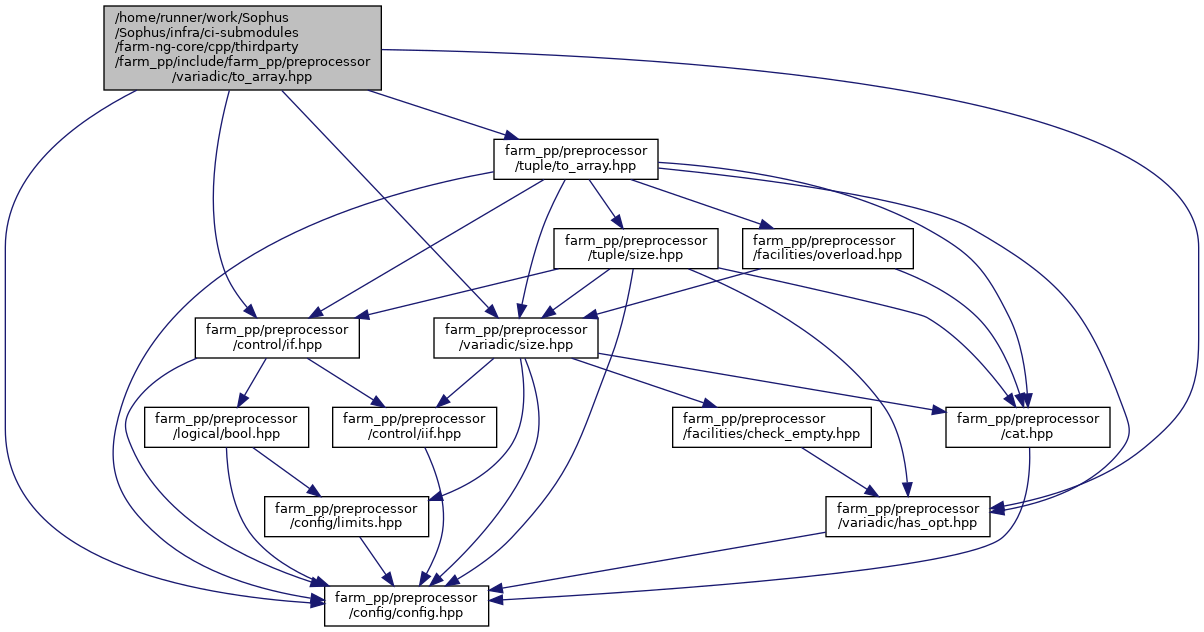 /home/runner/work/Sophus
/Sophus/infra/ci-submodules
/farm-ng-core/cpp/thirdparty
/farm_pp/include/farm_pp/preprocessor
/variadic/to_array.hpp
farm_pp/preprocessor
/tuple/to_array.hpp
farm_pp/preprocessor
/tuple/size.hpp
farm_pp/preprocessor
/facilities/overload.hpp
farm_pp/preprocessor
/control/if.hpp
farm_pp/preprocessor
/variadic/size.hpp
farm_pp/preprocessor
/logical/bool.hpp
farm_pp/preprocessor
/control/iif.hpp
farm_pp/preprocessor
/facilities/check_empty.hpp
farm_pp/preprocessor
/cat.hpp
farm_pp/preprocessor
/config/limits.hpp
farm_pp/preprocessor
/variadic/has_opt.hpp
farm_pp/preprocessor
/config/config.hpp